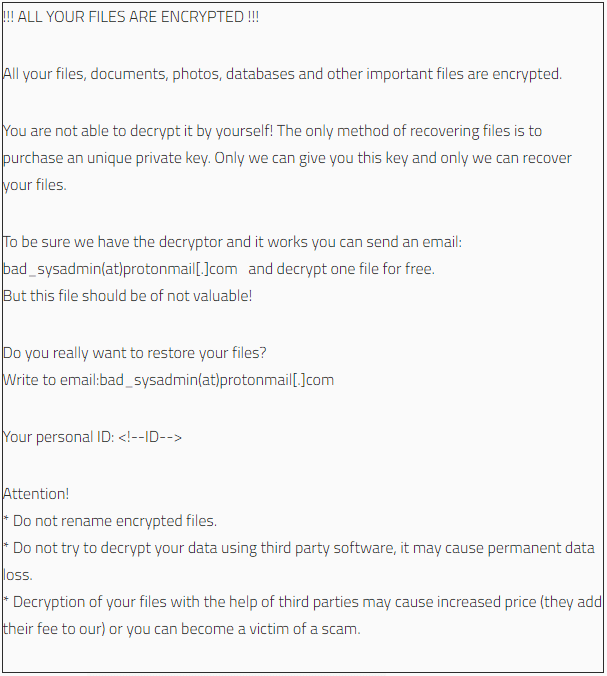 !!! ALL YOUR FILES ARE ENCRYPTED !!!
All your files, documents, photos, databases and other important files are encrypted.
You are not able to decrypt it by yourself! The only method of recovering files is to
purchase an unique private key. Only we can give you this key and only we can recover
your files.
To be sure we have the decryptor and it works you can send an email:
bad_sysadmin(at)protonmail[.]com   and decrypt one file for free.
But this file should be of not valuable!
Do you really want to restore your files?
Write to email:bad_sysadmin(at)protonmail[.]com
Your personal ID: <!--ID-->
Attention!
* Do not rename encrypted files.
* Do not try to decrypt your data using third party software, it may cause permanent data
loss.
* Decryption of your files with the help of third parties may cause increased price (they add
their fee to our) or you can become a victim of a scam.